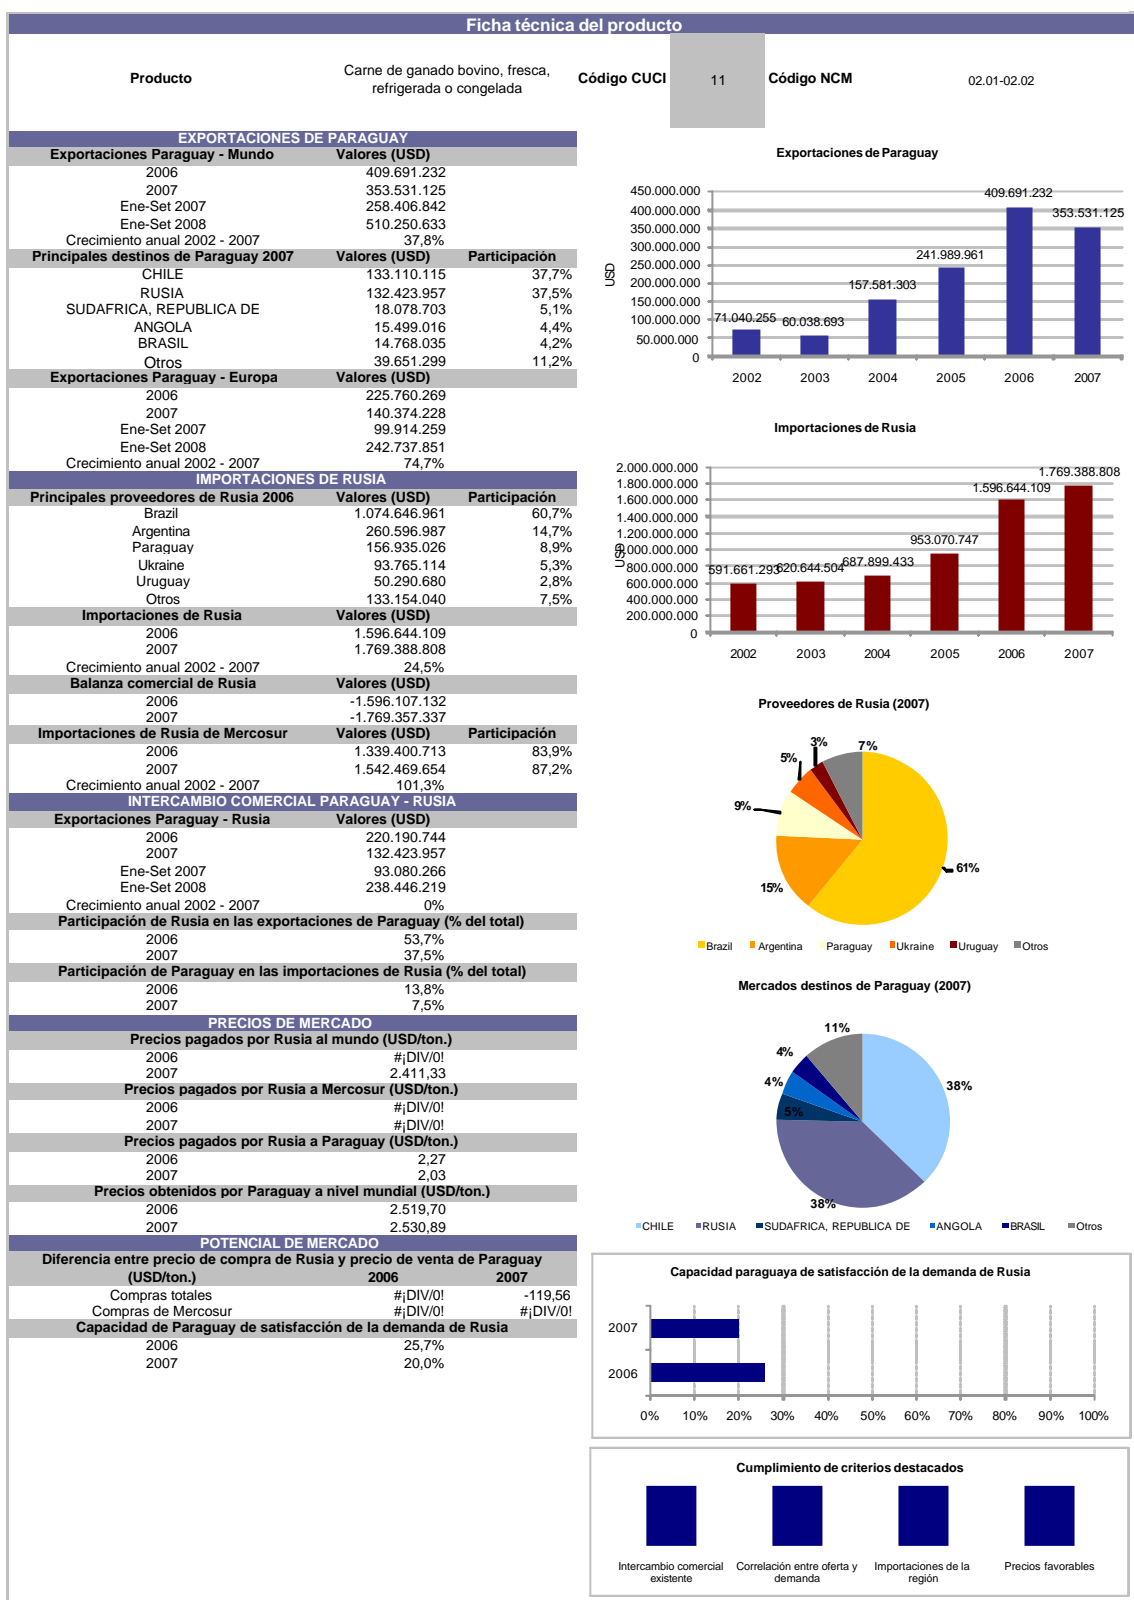 Ficha técnica del producto
Producto
Carne de ganado bovino, fresca,
refrigerada o congelada
Código CUCI
11
Código NCM
02.01-02.02
EXPORTACIONES DE PARAGUAY
Exportaciones Paraguay - Mundo Valores (USD)
2006 409.691.232
2007 353.531.125
Ene-Set 2007 258.406.842
Ene-Set 2008 510.250.633
Crecimiento anual 2002 - 2007 37,8%
Principales destinos de Paraguay 2007 Valores (USD) Participación
CHILE 133.110.115 37,7%
RUSIA 132.423.957 37,5%
SUDAFRICA, REPUBLICA DE 18.078.703 5,1%
ANGOLA 15.499.016 4,4%
BRASIL 14.768.035 4,2%
Otros 39.651.299 11,2%
Exportaciones Paraguay - Europa Valores (USD)
2006 225.760.269
2007 140.374.228
Ene-Set 2007 99.914.259
Ene-Set 2008 242.737.851
Crecimiento anual 2002 - 2007 74,7%
IMPORTACIONES DE RUSIA
Principales proveedores de Rusia 2006 Valores (USD) Participación
Brazil 1.074.646.961 60,7%
Argentina 260.596.987 14,7%
Paraguay 156.935.026 8,9%
Ukraine 93.765.114 5,3%
Uruguay 50.290.680 2,8%
Otros 133.154.040 7,5%
Importaciones de Rusia Valores (USD)
2006 1.596.644.109
2007 1.769.388.808
Crecimiento anual 2002 - 2007 24,5%
Balanza comercial de Rusia Valores (USD)
2006 -1.596.107.132
2007 -1.769.357.337
Importaciones de Rusia de Mercosur Valores (USD) Participación
2006 1.339.400.713 83,9%
2007 1.542.469.654 87,2%
Crecimiento anual 2002 - 2007 101,3%
INTERCAMBIO COMERCIAL PARAGUAY - RUSIA
Exportaciones Paraguay - Rusia Valores (USD)
2006 220.190.744
2007 132.423.957
Ene-Set 2007 93.080.266
Ene-Set 2008 238.446.219
Crecimiento anual 2002 - 2007 0%
Participación de Rusia en las exportaciones de Paraguay (% del total)
2006 53,7%
2007 37,5%
Participación de Paraguay en las importaciones de Rusia (% del total)
2006 13,8%
2007 7,5%
PRECIOS DE MERCADO
Precios pagados por Rusia al mundo (USD/ton.)
2006 #¡DIV/0!
2007 2.411,33
Precios pagados por Rusia a Mercosur (USD/ton.)
2006 #¡DIV/0!
2007 #¡DIV/0!
Precios pagados por Rusia a Paraguay (USD/ton.)
2006 2,27
2007 2,03
Precios obtenidos por Paraguay a nivel mundial (USD/ton.)
2006 2.519,70
2007 2.530,89
POTENCIAL DE MERCADO
Diferencia entre precio de compra de Rusia y precio de venta de Paraguay
(USD/ton.) 2006 2007
Compras totales #¡DIV/0! -119,56
Compras de Mercosur #¡DIV/0! #¡DIV/0!
Capacidad de Paraguay de satisfacción de la demanda de Rusia
2006 25,7%
2007 20,0%
Exportaciones de Paraguay
USD
450.000.000
400.000.000
350.000.000
300.000.000
250.000.000
200.000.000
150.000.000
100.000.000
50.000.000
0
71.040.255
60.038.693
157.581.303
241.989.961
409.691.232
353.531.125
2002 2003 2004 2005 2006 2007
Importaciones de Rusia
USD
2.000.000.000
1.800.000.000
1.600.000.000
1.400.000.000
1.200.000.000
1.000.000.000
800.000.000
600.000.000
400.000.000
200.000.000
0
591.661.293
620.644.504
687.899.433
953.070.747
1.596.644.109
1.769.388.808
2002 2003 2004 2005 2006 2007
Proveedores de Rusia (2007)
3%
7%
5%
9%
15%
61%
Brazil Argentina Paraguay Ukraine Uruguay Otros
Mercados destinos de Paraguay (2007)
11%
4%
4%
5%
38%
38%
CHILE RUSIA SUDAFRICA, REPUBLICA DE ANGOLA BRASIL Otros
Capacidad paraguaya de satisfacción de la demanda de Rusia
2007
2006
0% 10% 20% 30% 40% 50% 60% 70% 80% 90% 100%
Cumplimiento de criterios destacados
Intercambio comercial
existente
Correlación entre oferta y
demanda
Importaciones de la
región
Precios favorables